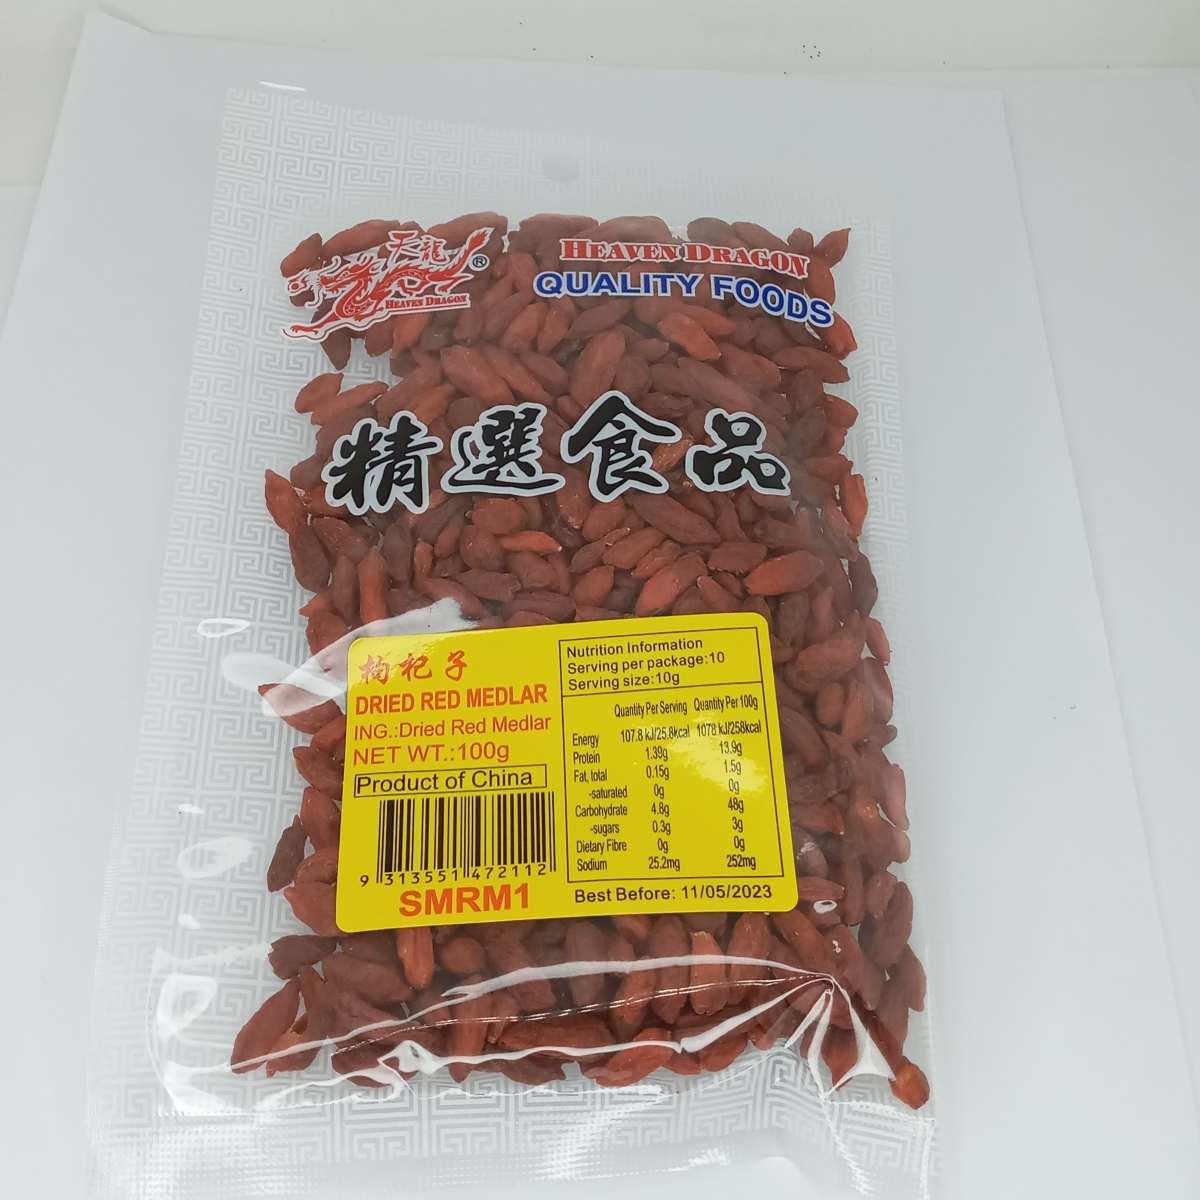 天龍
HEAVEN DRAGON
®
HEAVEN DRAGON
QUALITY FOODS
精選食品
枸杞子
DRIED RED MEDLAR
ING.:Dried Red Medlar
NET WT.:100g
Product of China
9 313551 472112
SMRM1
Nutrition Information
Serving per package:10
Serving size:10g
Quantity Per Serving Quantity Per 100g
Energy 107.8 kJ/25.8kcal 1078 kJ/258kcal
Protein 1.39g 13.9g
Fat, total 0.15g 1.5g
-saturated 0g 0g
Carbohydrate 4.8g 48g
-sugars 0.3g 3g
Dietary Fibre 0g 0g
Sodium 25.2mg 252mg
Best Before: 11/05/2023